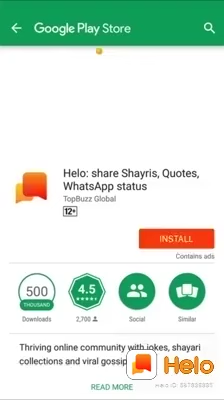 Google Play Store
Helo: share Shayris, Quotes,
WhatsApp status
TopBuzz Global
12+
INSTALL
Contains ads
500
THOUSAND
4.5
Downloads
2,700
Social
Similar
Thriving online community with jokes, shayari
collections and viral gossip
Helo
READ MORE